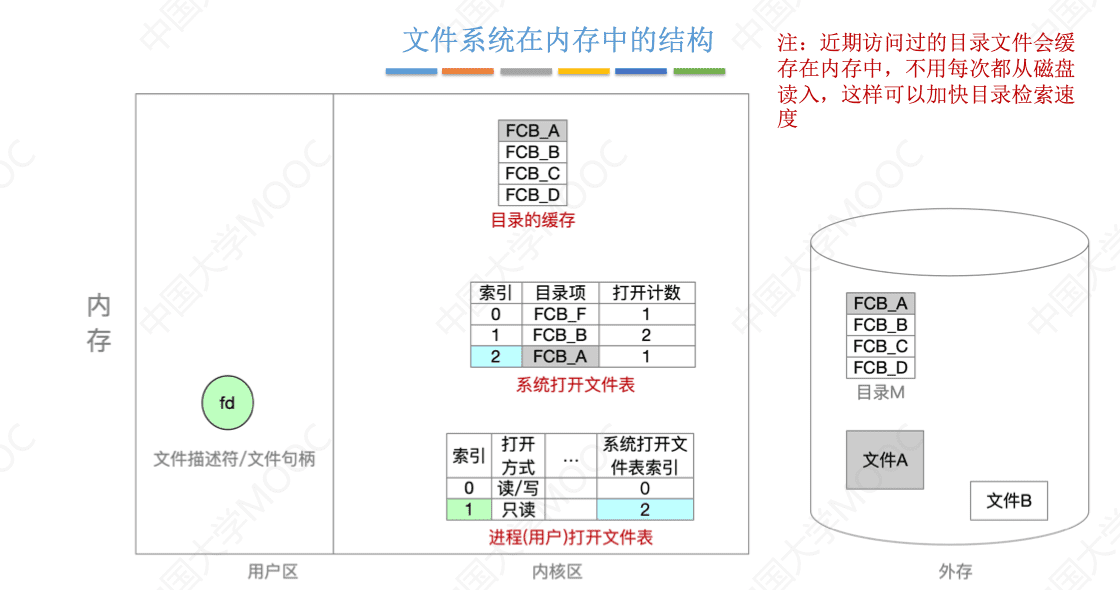 文件系统在内存中的结构
注：近期访问过的目录文件会缓
存在内存中，不用每次都从磁盘
读入，这样可以加快目录检索速
度
内
存
FCB_A
FCB_B
FCB_C
FCB_D
目录的缓存
索引 目录项 打开计数
0 FCB_F 1
1 FCB_B 2
2 FCB_A 1
系统打开文件表
fd
文件描述符/文件句柄
索引 打开方式 … 系统打开文件表索引
0 读/写 0
1 只读 2
进程(用户)打开文件表
用户区
内核区
FCB_A
FCB_B
FCB_C
FCB_D
目录M
文件A
文件B
外存
中国大学MOOC